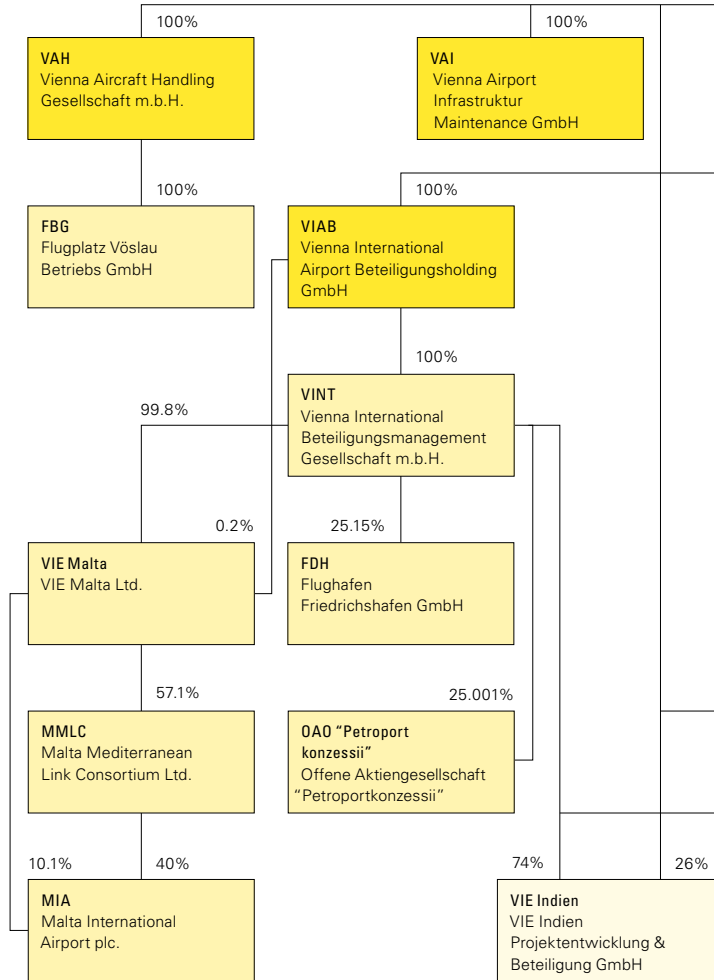 100%
100%
VAH
Vienna Aircraft Handling
Gesellschaft m.b.H.
VAI
Vienna Airport
Infrastruktur
Maintenance GmbH
100%
100%
FBG
Flugplatz Vöslau
Betriebs GmbH
VIAB
Vienna International
Airport Beteiligungsholding
GmbH
100%
99.8%
VINT
Vienna International
Beteiligungsmanagement
Gesellschaft m.b.H.
0.2%
25.15%
VIE Malta
VIE Malta Ltd.
FDH
Flughafen
Friedrichshafen GmbH
57.1%
25.001%
MMLC
Malta Mediterranean
Link Consortium Ltd.
OAO “Petroport
konzessii”
Offene Aktiengesellschaft
“Petroportkonzessii”
10.1%
40%
74%
26%
MIA
Malta International
Airport plc.
VIE Indien
VIE Indien
Projektentwicklung &
Beteiligung GmbH